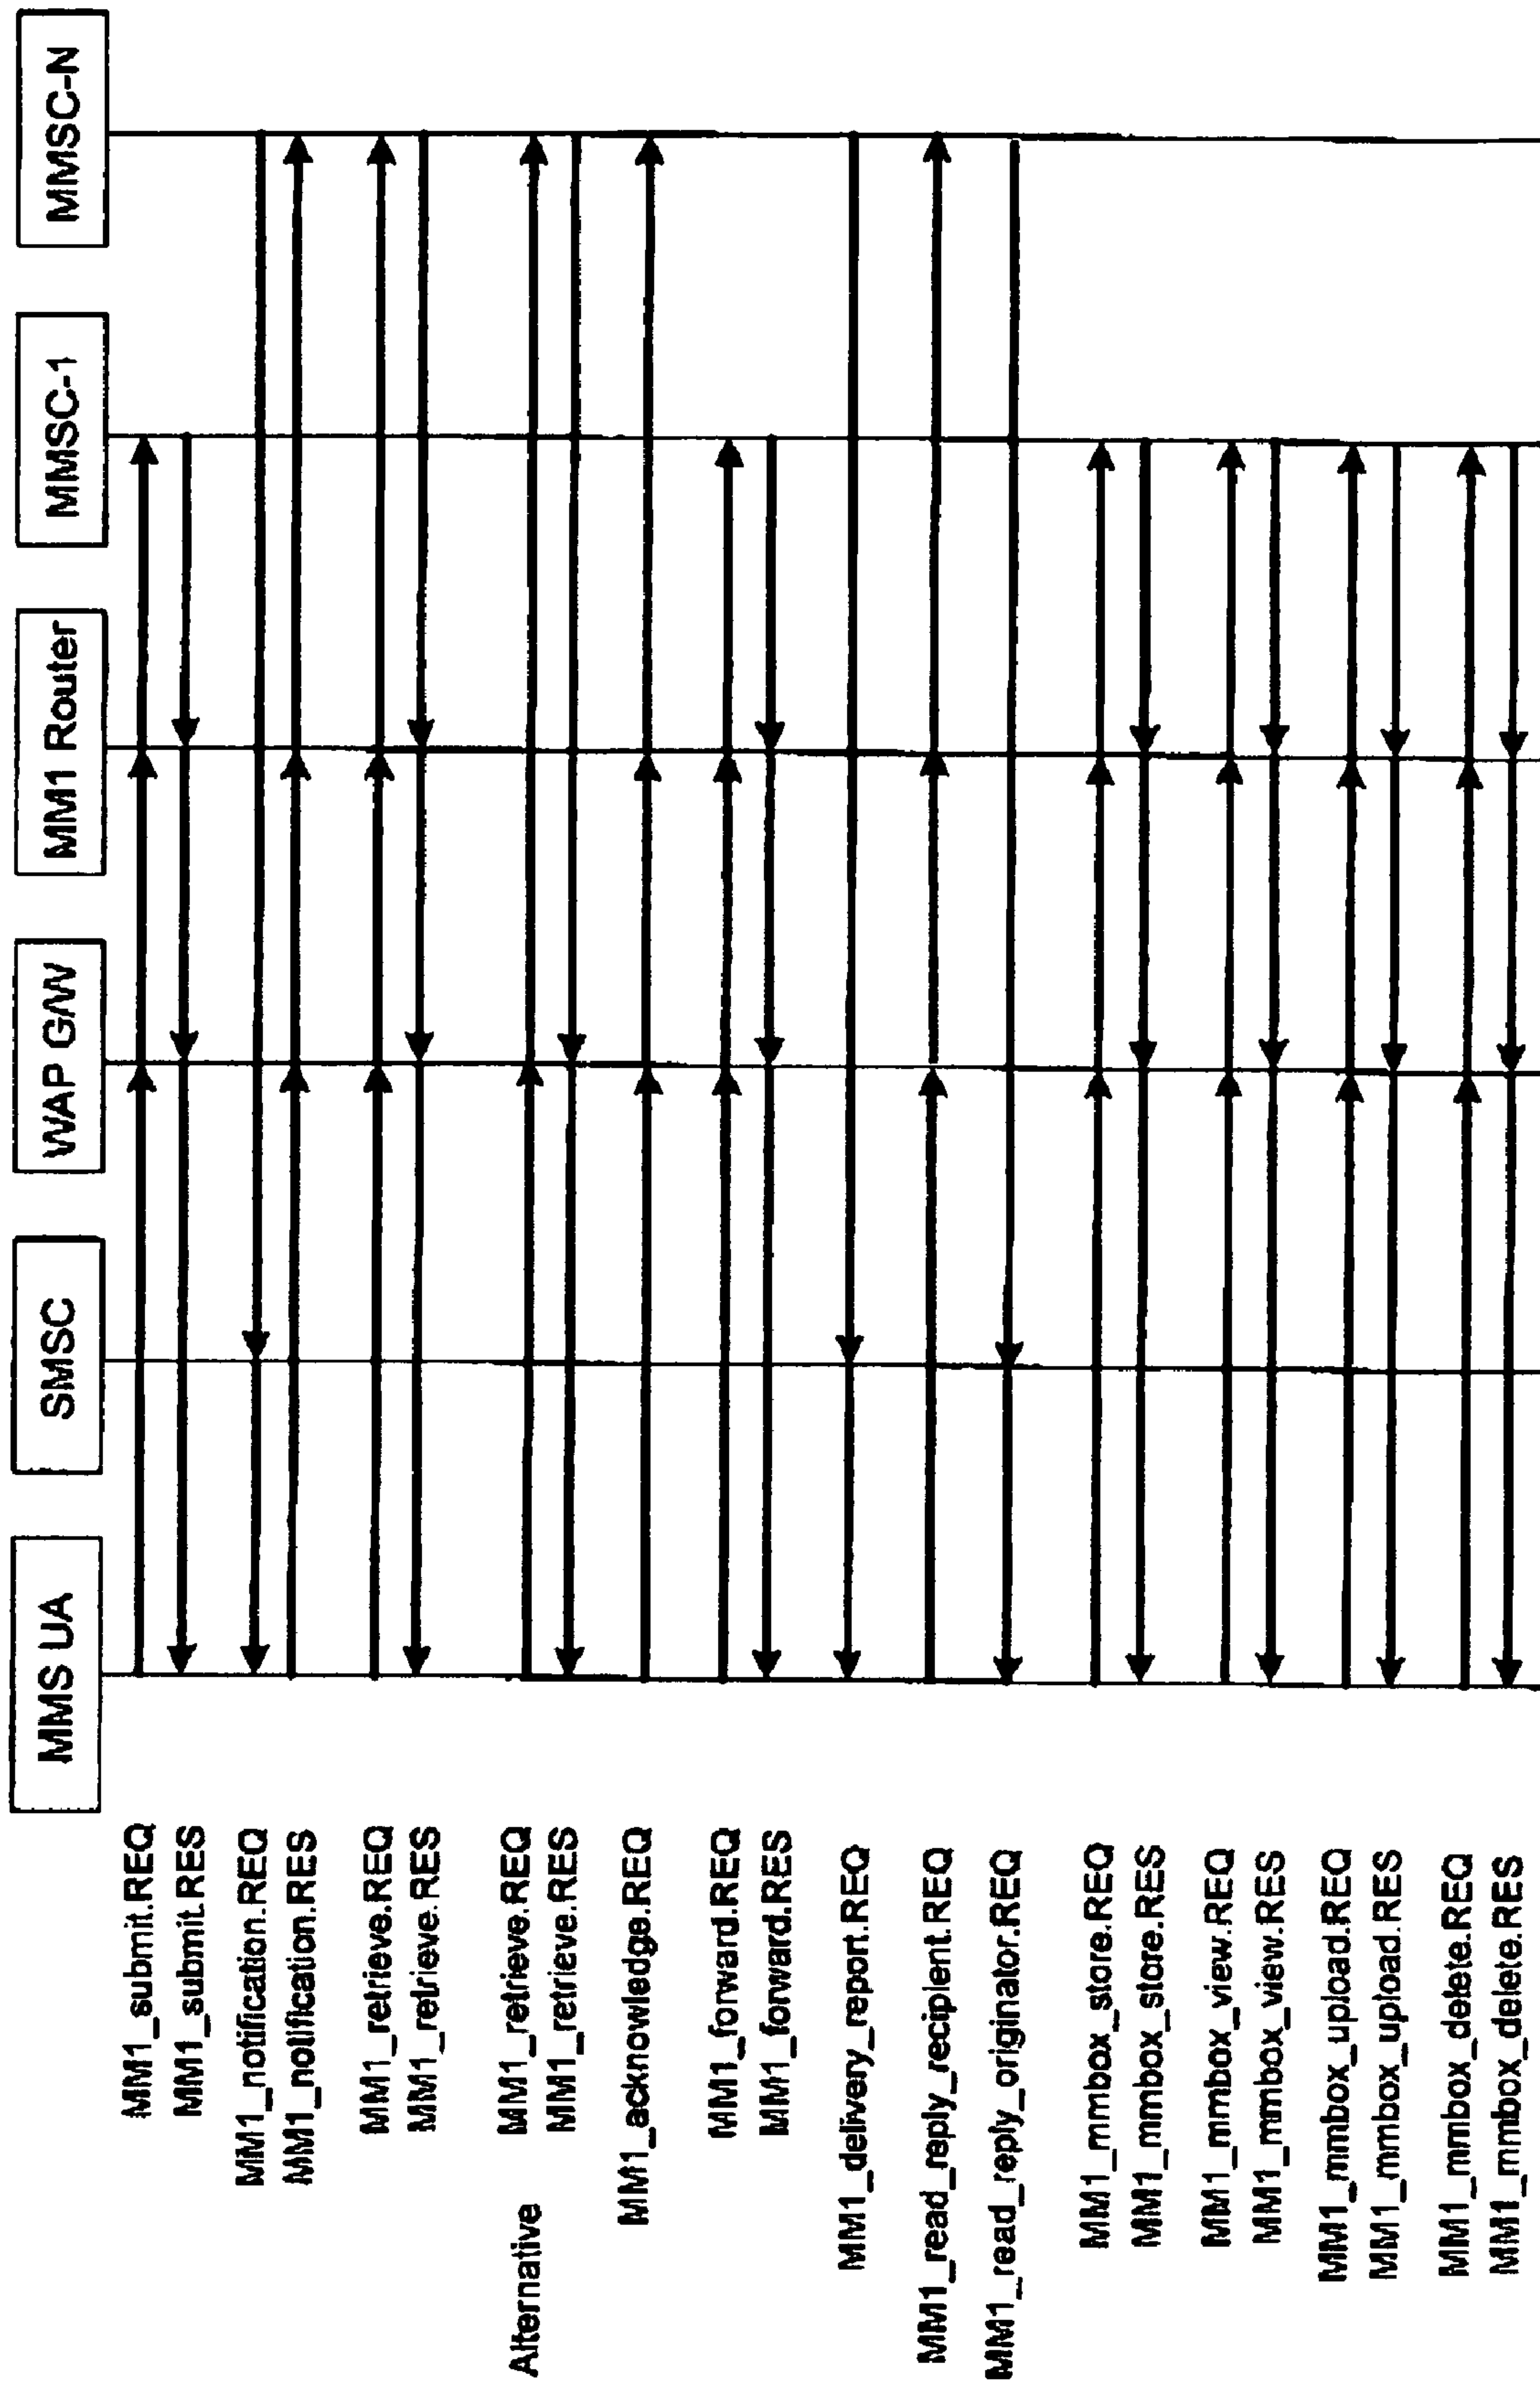 MMS UA
SMSC
WAP G/W
MM1 Router
MMSC-1
MMSC-N
MM1_submit.REQ
MM1_submit.RES
MM1_notification.REQ
MM1_notification.RES
MM1_retrieve.REQ
MM1_retrieve.RES
Alternative
MM1_retrieve.REQ
MM1_retrieve.RES
MM1_acknowledge.REQ
MM1_forward.REQ
MM1_forward.RES
MM1_delivery_report.REQ
MM1_read_reply_recipient.REQ
MM1_read_reply_originator.REQ
MM1_mmbox_store.REQ
MM1_mmbox_store.RES
MM1_mmbox_view.REQ
MM1_mmbox_view.RES
MM1_mmbox_upload.REQ
MM1_mmbox_upload.RES
MM1_mmbox_delete.REQ
MM1_mmbox_delete.RES